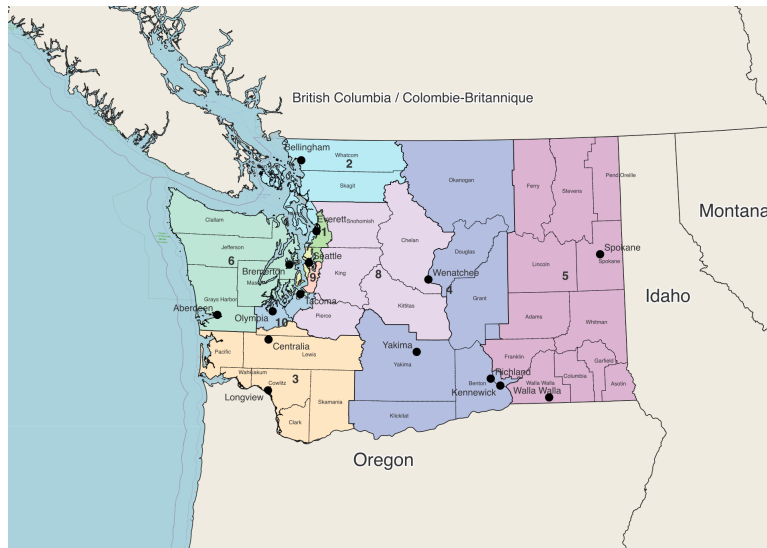 British Columbia / Colombie-Britannique
Bellingham
Whatcom
2
Skagit
Okanogan
Ferry
Stevens
Pend Oreille
Montana
Clallam
Everett
Snohomish
1
Chelan
Jefferson
Douglas
6
Seattle
7
Spokane
Lincoln
5
Spokane
Bremerton
King
8
Wenatchee
9
4
Idaho
Grays Harbor
Tacoma
Grant
Kittitas
Aberdeen
Olympia
10
Pierce
Adams
Whitman
Centralia
Pacific
Lewis
Yakima
Yakima
Franklin
Garfield
Wahkiakum
3
Cowlitz
Richland
Benton
Walla Walla
Columbia
Asotin
Longview
Kennewick
Walla Walla
Skamania
Clark
Klickitat
Oregon